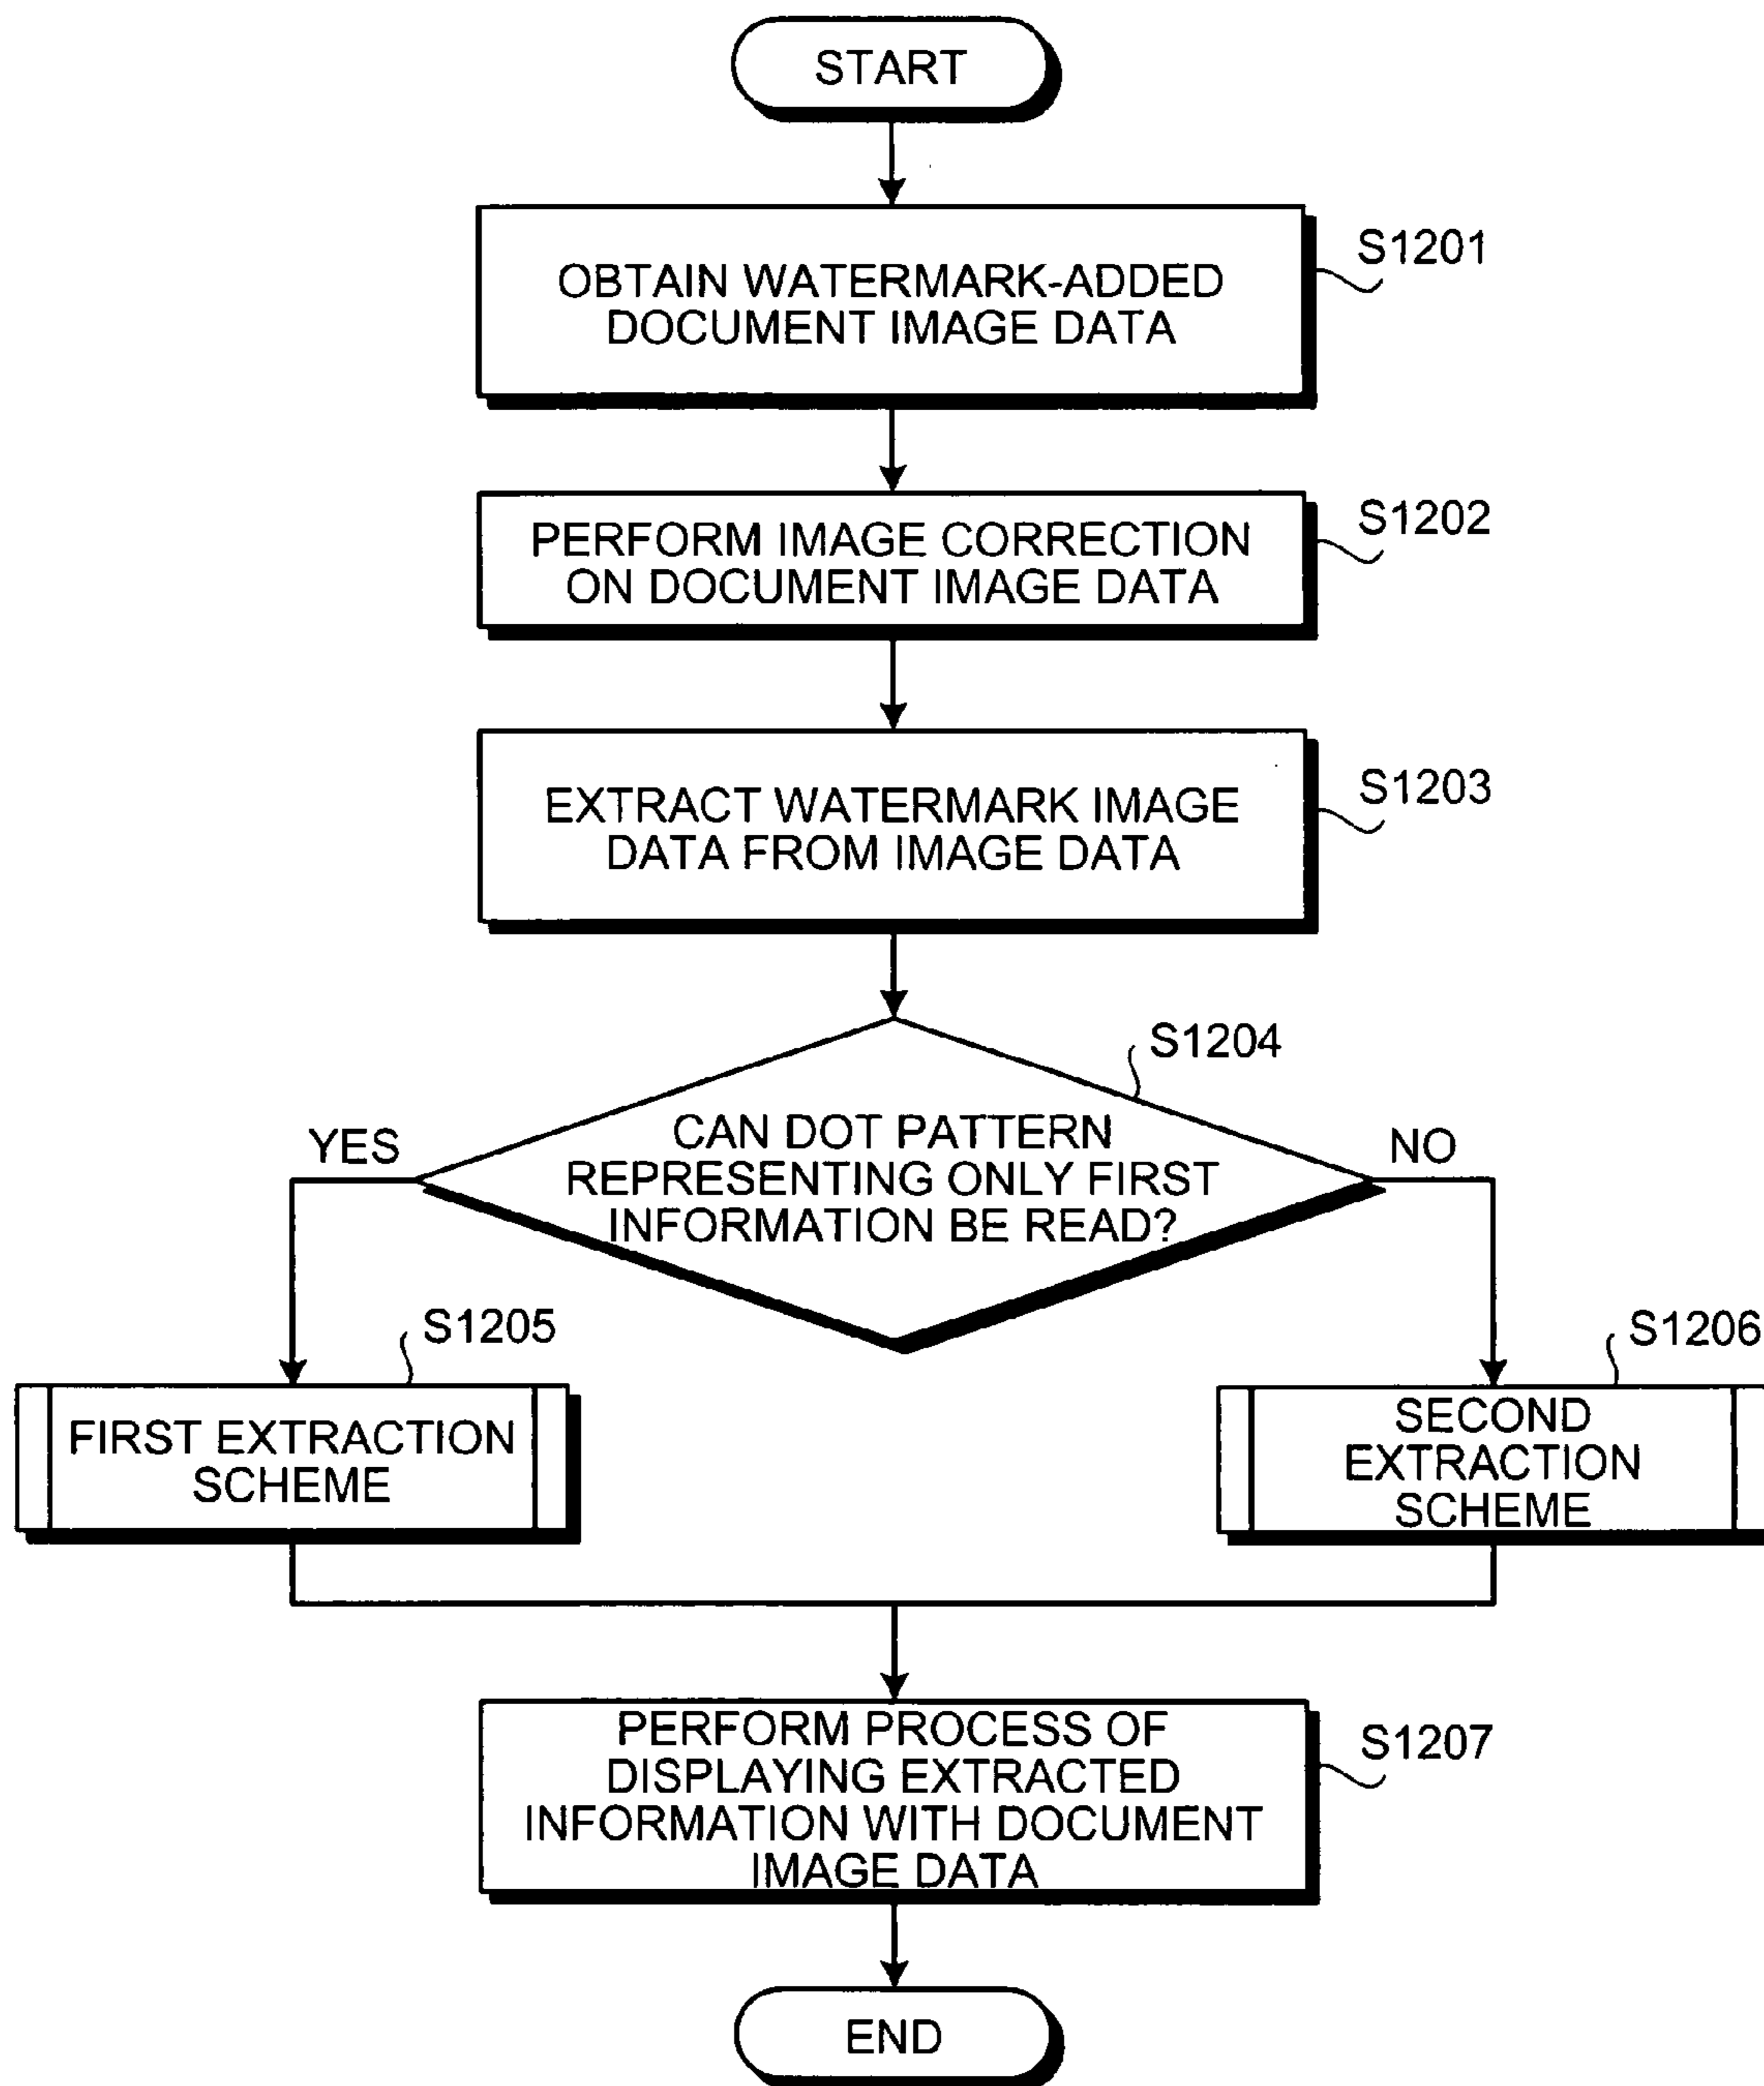 START
S1201
OBTAIN WATERMARK-ADDED
DOCUMENT IMAGE DATA
S1202
PERFORM IMAGE CORRECTION
ON DOCUMENT IMAGE DATA
S1203
EXTRACT WATERMARK IMAGE
DATA FROM IMAGE DATA
S1204
CAN DOT PATTERN
REPRESENTING ONLY FIRST
INFORMATION BE READ?
YES
NO
S1205
FIRST EXTRACTION
SCHEME
S1206
SECOND
EXTRACTION
SCHEME
S1207
PERFORM PROCESS OF
DISPLAYING EXTRACTED
INFORMATION WITH DOCUMENT
IMAGE DATA
END